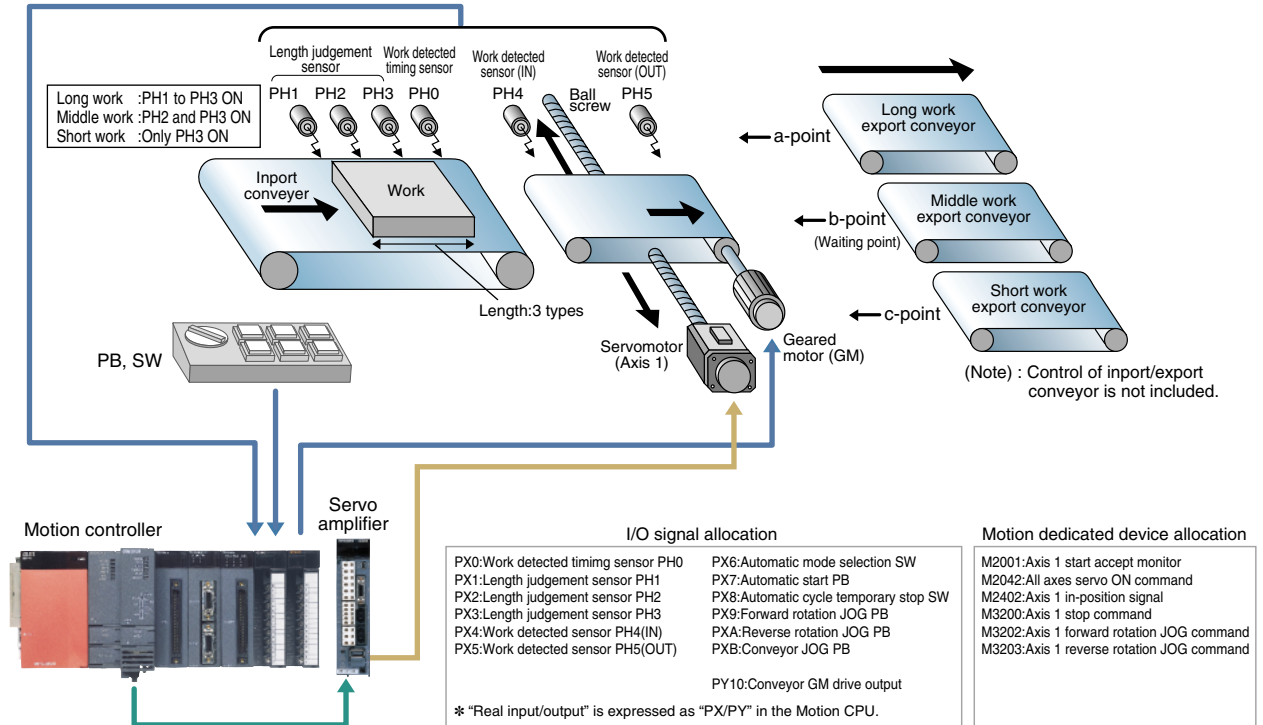 Length judgement
sensor
Work detected
timing sensor
Work detected
sensor (IN)
Work detected
sensor (OUT)
PH1 PH2 PH3 PH0 PH4 PH5
Ball
screw
Long work :PH1 to PH3 ON
Middle work :PH2 and PH3 ON
Short work :Only PH3 ON
Inport
conveyer
Work
Length:3 types
a-point
b-point
(Waiting point)
c-point
Long work
export conveyor
Middle work
export conveyor
Short work
export conveyor
(Note) : Control of inport/export
conveyor is not included.
PB, SW
Servomotor
(Axis 1)
Geared
motor (GM)
Motion controller
Servo
amplifier
I/O signal allocation
PX0:Work detected timimg sensor PH0
PX1:Length judgement sensor PH1
PX2:Length judgement sensor PH2
PX3:Length judgement sensor PH3
PX4:Work detected sensor PH4(IN)
PX5:Work detected sensor PH5(OUT)
PX6:Automatic mode selection SW
PX7:Automatic start PB
PX8:Automatic cycle temporary stop SW
PX9:Forward rotation JOG PB
PXA:Reverse rotation JOG PB
PXB:Conveyor JOG PB
PY10:Conveyor GM drive output
✻ “Real input/output” is expressed as “PX/PY” in the Motion CPU.
Motion dedicated device allocation
M2001:Axis 1 start accept monitor
M2042:All axes servo ON command
M2402:Axis 1 in-position signal
M3200:Axis 1 stop command
M3202:Axis 1 forward rotation JOG command
M3203:Axis 1 reverse rotation JOG command